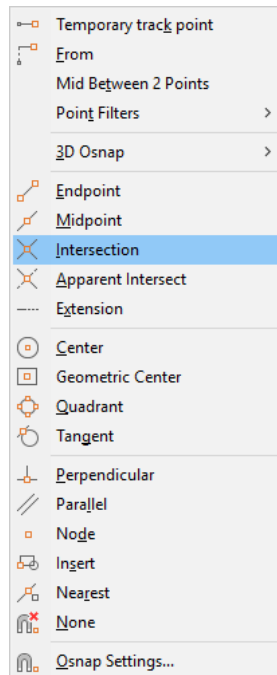 Temporary track point
From
Mid Between 2 Points
Point Filters
3D Osnap
Endpoint
Midpoint
Intersection
Apparent Intersect
Extension
Center
Geometric Center
Quadrant
Tangent
Perpendicular
Parallel
Node
Insert
Nearest
None
Osnap Settings...